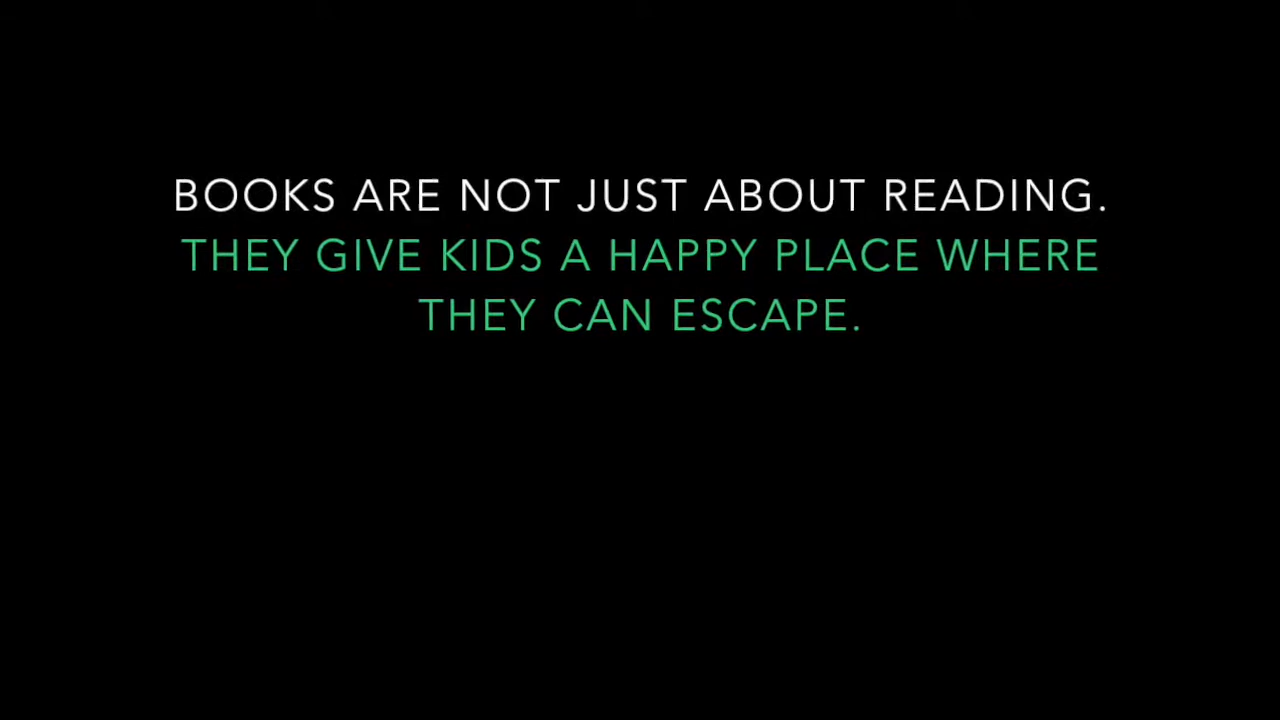 BOOKS ARE NOT JUST ABOUT READING.
THEY GIVE KIDS A HAPPY PLACE WHERE
THEY CAN ESCAPE.